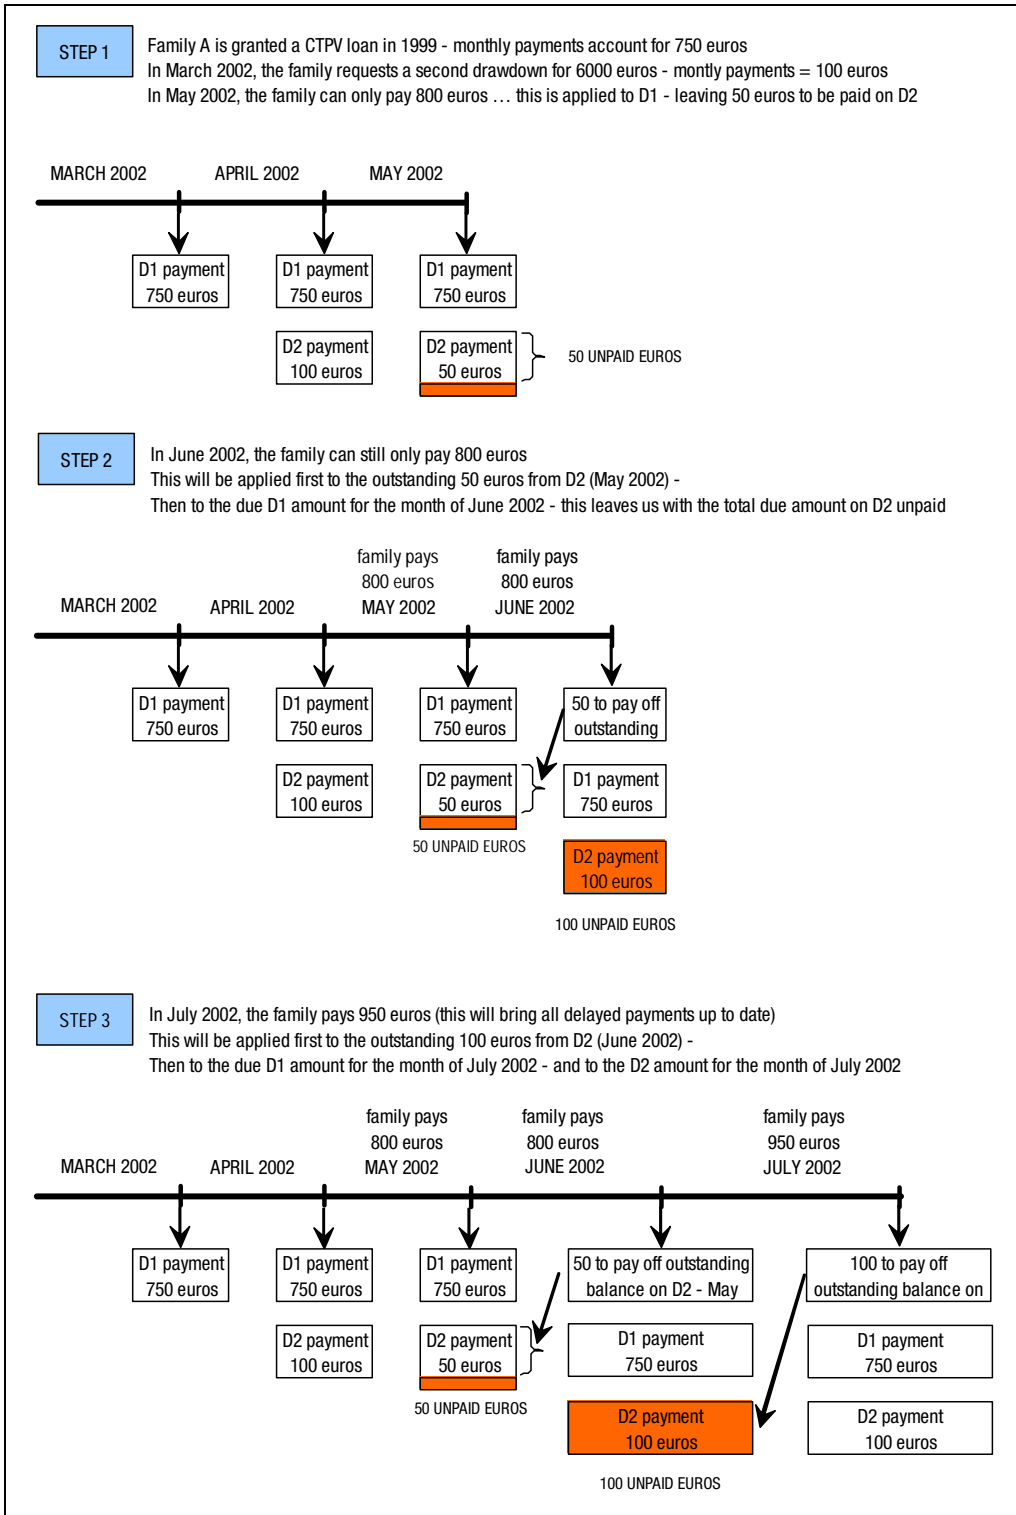 STEP 1
Family A is granted a CTPV loan in 1999 - monthly payments account for 750 euros
In March 2002, the family requests a second drawdown for 6000 euros - montly payments = 100 euros
In May 2002, the family can only pay 800 euros … this is applied to D1 - leaving 50 euros to be paid on D2
MARCH 2002 APRIL 2002 MAY 2002
D1 payment D1 payment D1 payment
750 euros 750 euros 750 euros
D2 payment D2 payment
100 euros 50 euros
50 UNPAID EUROS
STEP 2
In June 2002, the family can still only pay 800 euros
This will be applied first to the outstanding 50 euros from D2 (May 2002) -
Then to the due D1 amount for the month of June 2002 - this leaves us with the total due amount on D2 unpaid
family pays family pays
800 euros 800 euros
MARCH 2002 APRIL 2002 MAY 2002 JUNE 2002
D1 payment D1 payment D1 payment 50 to pay off
750 euros 750 euros 750 euros outstanding
D2 payment D2 payment D1 payment
100 euros 50 euros 750 euros
50 UNPAID EUROS
D2 payment
100 euros
100 UNPAID EUROS
STEP 3
In July 2002, the family pays 950 euros (this will bring all delayed payments up to date)
This will be applied first to the outstanding 100 euros from D2 (June 2002) -
Then to the due D1 amount for the month of July 2002 - and to the D2 amount for the month of July 2002
family pays family pays family pays
800 euros 800 euros 950 euros
MARCH 2002 APRIL 2002 MAY 2002 JUNE 2002 JULY 2002
D1 payment D1 payment D1 payment 50 to pay off outstanding 100 to pay off
750 euros 750 euros 750 euros balance on D2 - May outstanding balance on
D2 payment D2 payment D1 payment D1 payment
100 euros 50 euros 750 euros 750 euros
50 UNPAID EUROS
D2 payment D2 payment
100 euros 100 euros
100 UNPAID EUROS